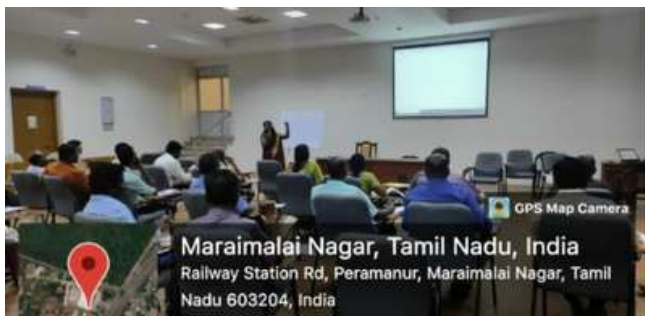 GPS Map Camera
Maraimalai Nagar, Tamil Nadu, India
Railway Station Rd, Peramanur, Maraimalai Nagar, Tamil
Nadu 603204, India